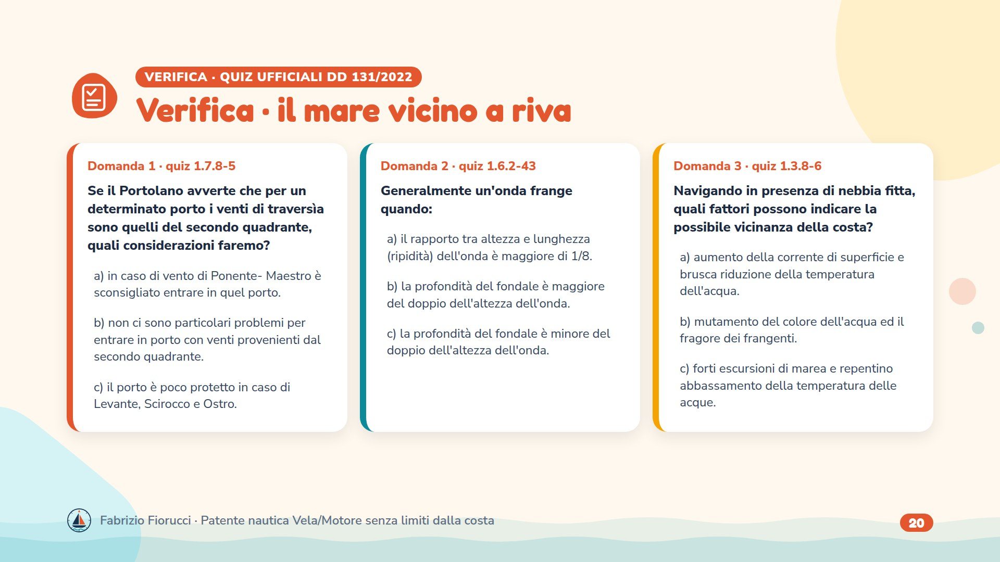 VERIFICA · QUIZ UFFICIALI DD 131/2022
Verifica · il mare vicino a riva
Domanda 1 · quiz 1.7.8-5
Se il Portolano avverte che per un
determinato porto i venti di traversìa
sono quelli del secondo quadrante,
quali considerazioni faremo?
a) in caso di vento di Ponente- Maestro è
sconsigliato entrare in quel porto.
b) non ci sono particolari problemi per
entrare in porto con venti provenienti dal
secondo quadrante.
c) il porto è poco protetto in caso di
Levante, Scirocco e Ostro.
Domanda 2 · quiz 1.6.2-43
Generalmente un'onda frange
quando:
a) il rapporto tra altezza e lunghezza
(ripidità) dell'onda è maggiore di 1/8.
b) la profondità del fondale è maggiore
del doppio dell'altezza dell'onda.
c) la profondità del fondale è minore del
doppio dell'altezza dell'onda.
Domanda 3 · quiz 1.3.8-6
Navigando in presenza di nebbia fitta,
quali fattori possono indicare la
possibile vicinanza della costa?
a) aumento della corrente di superficie e
brusca riduzione della temperatura
dell'acqua.
b) mutamento del colore dell'acqua ed il
fragore dei frangenti.
c) forti escursioni di marea e repentino
abbassamento della temperatura delle
acque.
Fabrizio Fiorucci · Patente nautica Vela/Motore senza limiti dalla costa
20